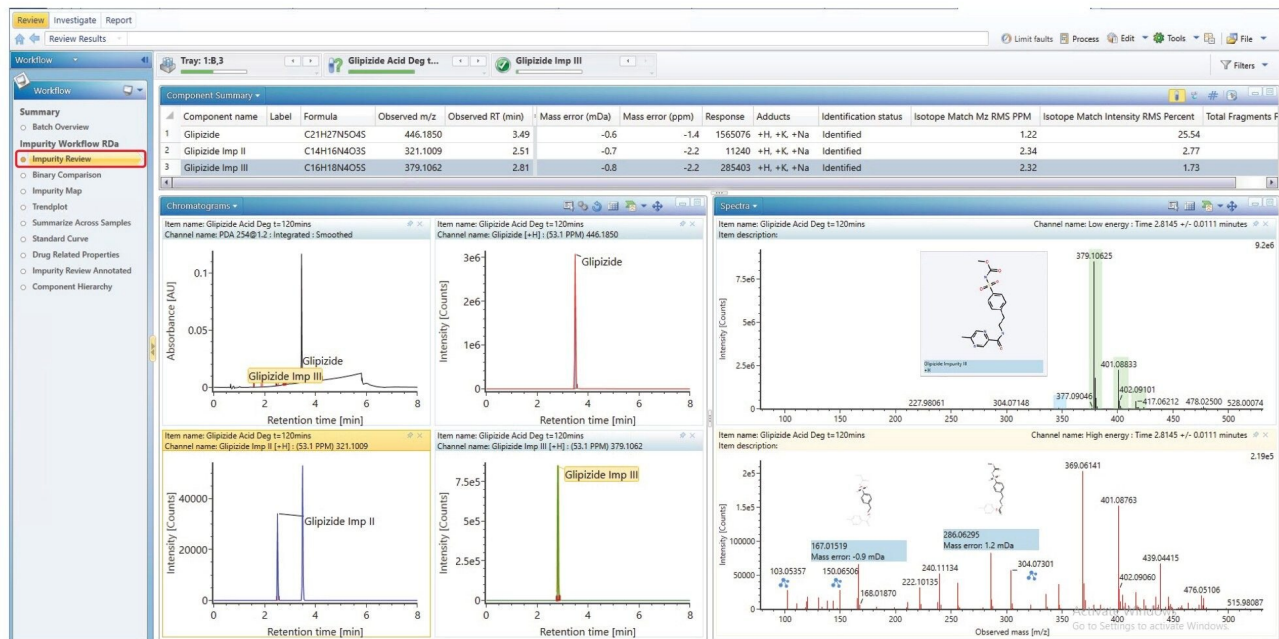 Review Investigate Report
Review Results
Limit faults Process Edit Tools File
Workflow
Tray: 1:B,3
Glipizide Acid Deg t...
Glipizide Imp III
Filters
Workflow
Summary
Batch Overview
Impurity Workflow RDa
Impurity Review
Binary Comparison
Impurity Map
Trendplot
Summarize Across Samples
Standard Curve
Drug Related Properties
Impurity Review Annotated
Component Hierarchy
Component Summary
Component name Label Formula Observed m/z Observed RT (min) Mass error (mDa) Mass error (ppm) Response Adducts Identification status Isotope Match Mz RMS PPM Isotope Match Intensity RMS Percent Total Fragments F
1 Glipizide C21H27N5O4S 446.1850 3.49 -0.6 -1.4 1565076 +H, +K, +Na Identified 1.22 25.54
2 Glipizide Imp II C14H16N4O3S 321.1009 2.51 -0.7 -2.2 11240 +H, +K, +Na Identified 2.34 2.77
3 Glipizide Imp III C16H18N4O5S 379.1062 2.81 -0.8 -2.2 285403 +H, +K, +Na Identified 2.32 1.73
Chromatograms
Item name: Glipizide Acid Deg t=120mins
Channel name: PDA 254@1.2 : Integrated : Smoothed
Absorbance [AU]
0.1
0.05
0
Glipizide
Glipizide Imp III
0 2 4 6 8
Retention time [min]
Item name: Glipizide Acid Deg t=120mins
Channel name: Glipizide [+H] : (53.1 PPM) 446.1850
Intensity [Counts]
3e6
2e6
1e6
0
Glipizide
0 2 4 6 8
Retention time [min]
Item name: Glipizide Acid Deg t=120mins
Channel name: Glipizide Imp II [+H] : (53.1 PPM) 321.1009
Intensity [Counts]
40000
20000
0
Glipizide Imp II
0 2 4 6 8
Retention time [min]
Item name: Glipizide Acid Deg t=120mins
Channel name: Glipizide Imp III [+H] : (53.1 PPM) 379.1062
Intensity [Counts]
7.5e5
5e5
2.5e5
0
Glipizide Imp III
0 2 4 6 8
Retention time [min]
Spectra
Item name: Glipizide Acid Deg t=120mins
Channel name: Low energy : Time 2.8145 +/- 0.0111 minutes
Item description:
9.2e6
Intensity [Counts]
7.5e6
5e6
2.5e6
0
379.10625
Glipizide Impurity III
+H
401.08833
402.09101
377.09046
227.98061
304.07148
417.06212
478.02500
528.00074
100 150 200 250 300 350 400 450 500
Item name: Glipizide Acid Deg t=120mins
Channel name: High energy : Time 2.8145 +/- 0.0111 minutes
Item description:
2.19e5
Intensity [Counts]
2e5
1.5e5
100000
50000
0
369.06141
401.08763
286.06295
Mass error: 1.2 mDa
167.01519
Mass error: -0.9 mDa
103.05357
150.06506
168.01870
222.10135
240.11134
304.07301
439.04415
402.09060
476.05106
515.98087
100 150 200 250 300 350 400 450 500
Observed mass [m/z]
Activate Windows
Go to Settings to activate Windows.